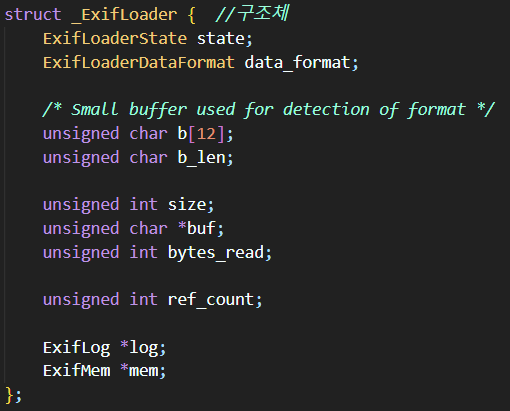 struct _ExifLoader {  //구조체
    ExifLoaderState state;
    ExifLoaderDataFormat data_format;

    /* Small buffer used for detection of format */
    unsigned char b[12];
    unsigned char b_len;

    unsigned int size;
    unsigned char *buf;
    unsigned int bytes_read;

    unsigned int ref_count;

    ExifLog *log;
    ExifMem *mem;
};